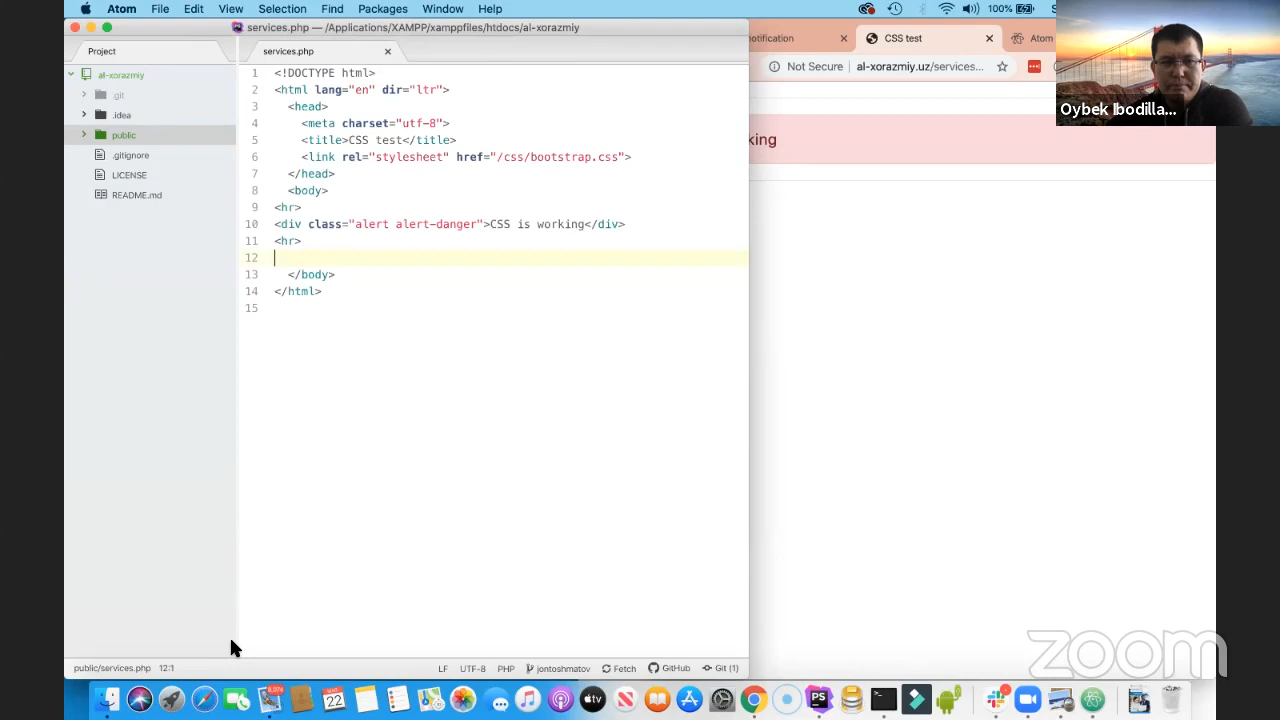 Atom File Edit View Selection Find Packages Window Help 100%
services.php — /Applications/XAMPP/xamppfiles/htdocs/al-xorazmiy
Project
services.php
al-xorazmiy
.git
.idea
public
.gitignore
LICENSE
README.md
1 <!DOCTYPE html>
2 <html lang="en" dir="ltr">
3 <head>
4 <meta charset="utf-8">
5 <title>CSS test</title>
6 <link rel="stylesheet" href="/css/bootstrap.css">
7 </head>
8 <body>
9 <hr>
10 <div class="alert alert-danger">CSS is working</div>
11 <hr>
12
13 </body>
14 </html>
15
public/services.php 12:1
LF UTF-8 PHP jontoshmatov Fetch GitHub Git (1)
notification CSS test Atom
Not Secure al-xorazmiy.uz/services...
king
Oybek Ibodilla...
zoom
22
PS